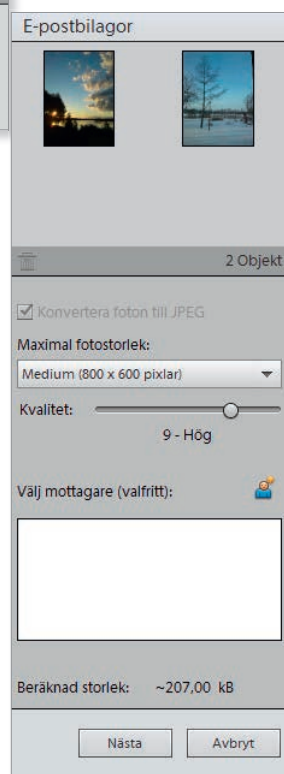 E-postbilagor
2 Objekt
Konvertera foton till JPEG
Maximal fotostorlek:
Medium (800 x 600 pixlar)
Kvalitet:
9 - Hög
Välj mottagare (valfritt):
Beräknad storlek: ~207,00 kB
Nästa Avbryt